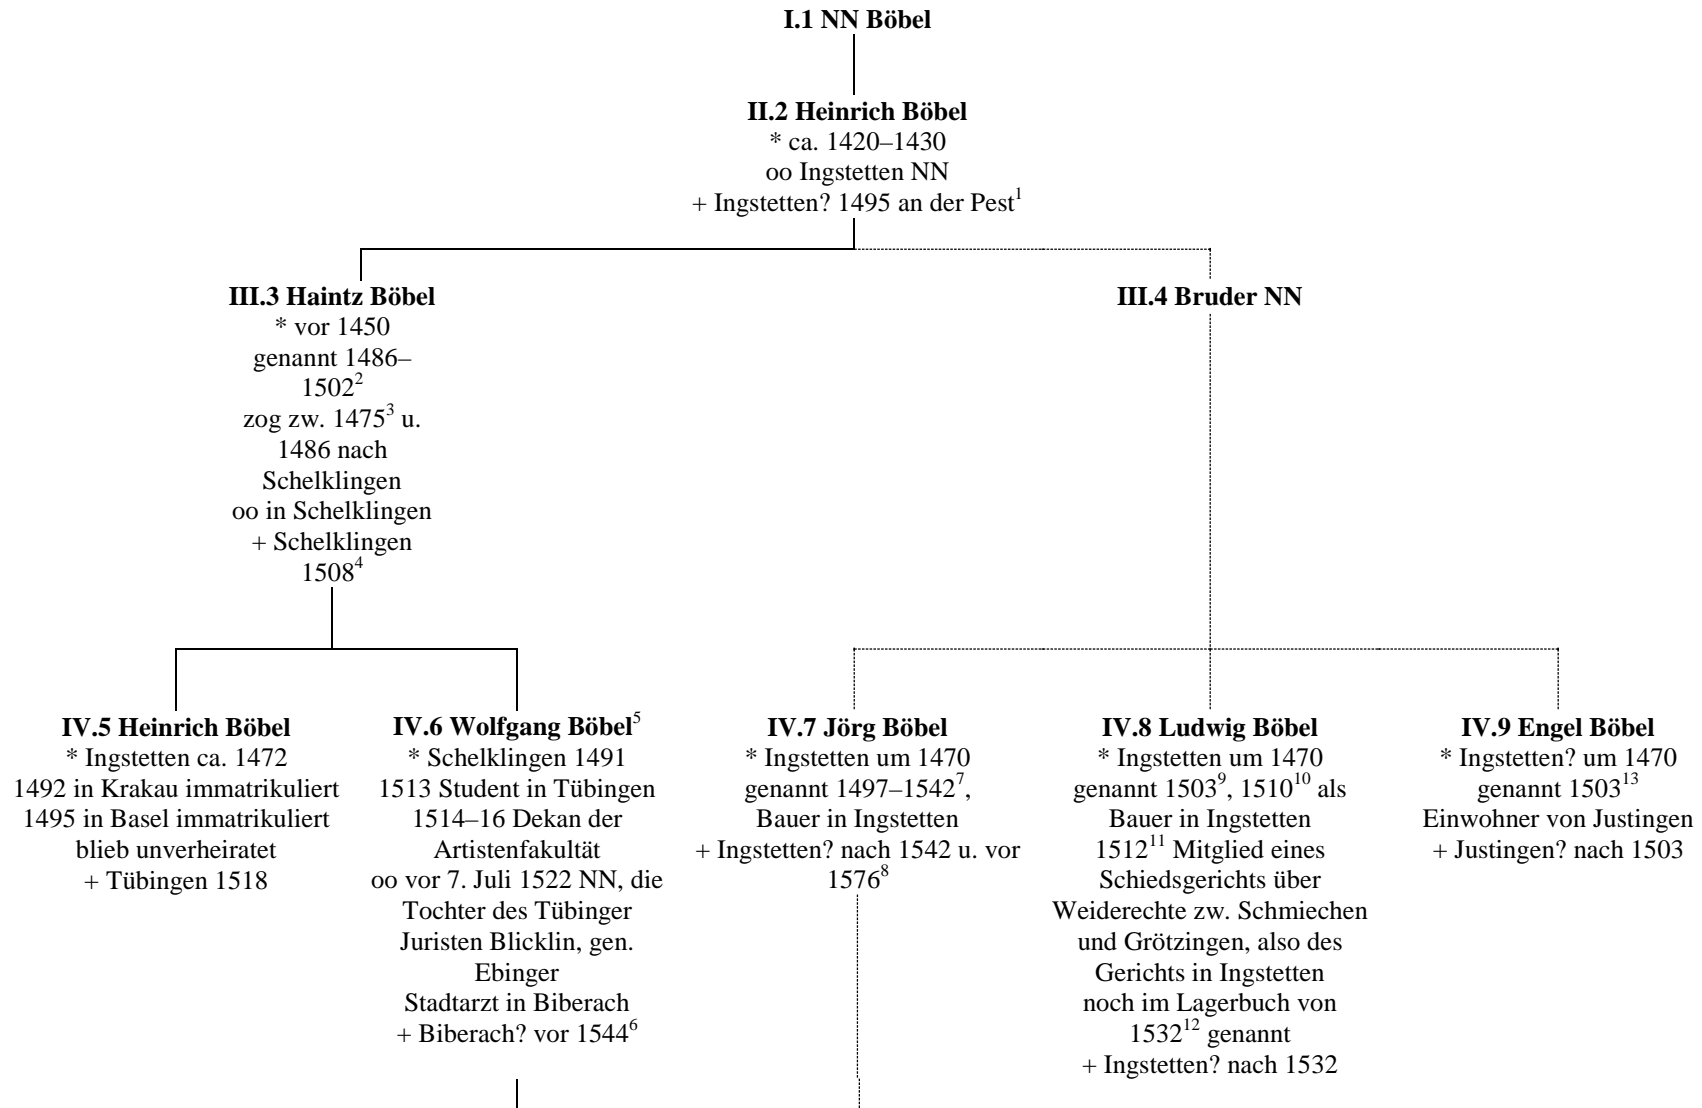 I.1 NN Böbel
II.2 Heinrich Böbel
* ca. 1420–1430
oo Ingstetten NN
+ Ingstetten? 1495 an der Pest¹
III.3 Haintz Böbel
* vor 1450
genannt 1486–
1502²
zog zw. 1475³ u.
1486 nach
Schelklingen
oo in Schelklingen
+ Schelklingen
1508⁴
III.4 Bruder NN
IV.5 Heinrich Böbel
* Ingstetten ca. 1472
1492 in Krakau immatrikuliert
1495 in Basel immatrikuliert
blieb unverheiratet
+ Tübingen 1518
IV.6 Wolfgang Böbel⁵
* Schelklingen 1491
1513 Student in Tübingen
1514–16 Dekan der
Artistenfakultät
oo vor 7. Juli 1522 NN, die
Tochter des Tübinger
Juristen Blicklin, gen.
Ebinger
Stadtarzt in Biberach
+ Biberach? vor 1544⁶
IV.7 Jörg Böbel
* Ingstetten um 1470
genannt 1497–1542⁷,
Bauer in Ingstetten
+ Ingstetten? nach 1542 u. vor
1576⁸
IV.8 Ludwig Böbel
* Ingstetten um 1470
genannt 1503⁹, 1510¹⁰ als
Bauer in Ingstetten
1512¹¹ Mitglied eines
Schiedsgerichts über
Weiderechte zw. Schmiechen
und Grötzingen, also des
Gerichts in Ingstetten
noch im Lagerbuch von
1532¹² genannt
+ Ingstetten? nach 1532
IV.9 Engel Böbel
* Ingstetten? um 1470
genannt 1503¹³
Einwohner von Justingen
+ Justingen? nach 1503